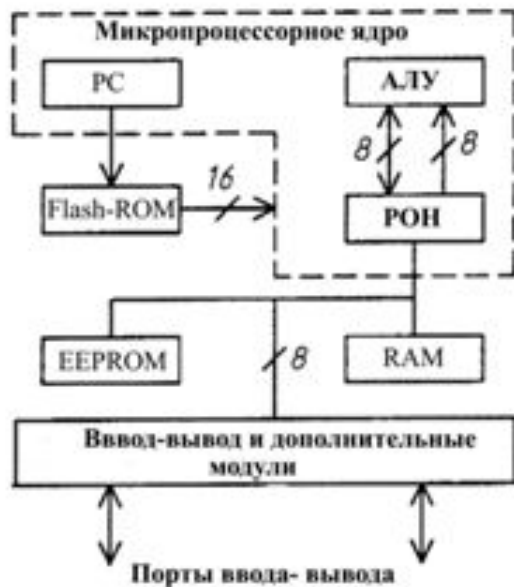 Микропроцессорное ядро
PC
АЛУ
8
8
16
Flash-ROM
РОН
EEPROM
8
RAM
Вввод-вывод и дополнительные
модули
Порты ввода- вывода